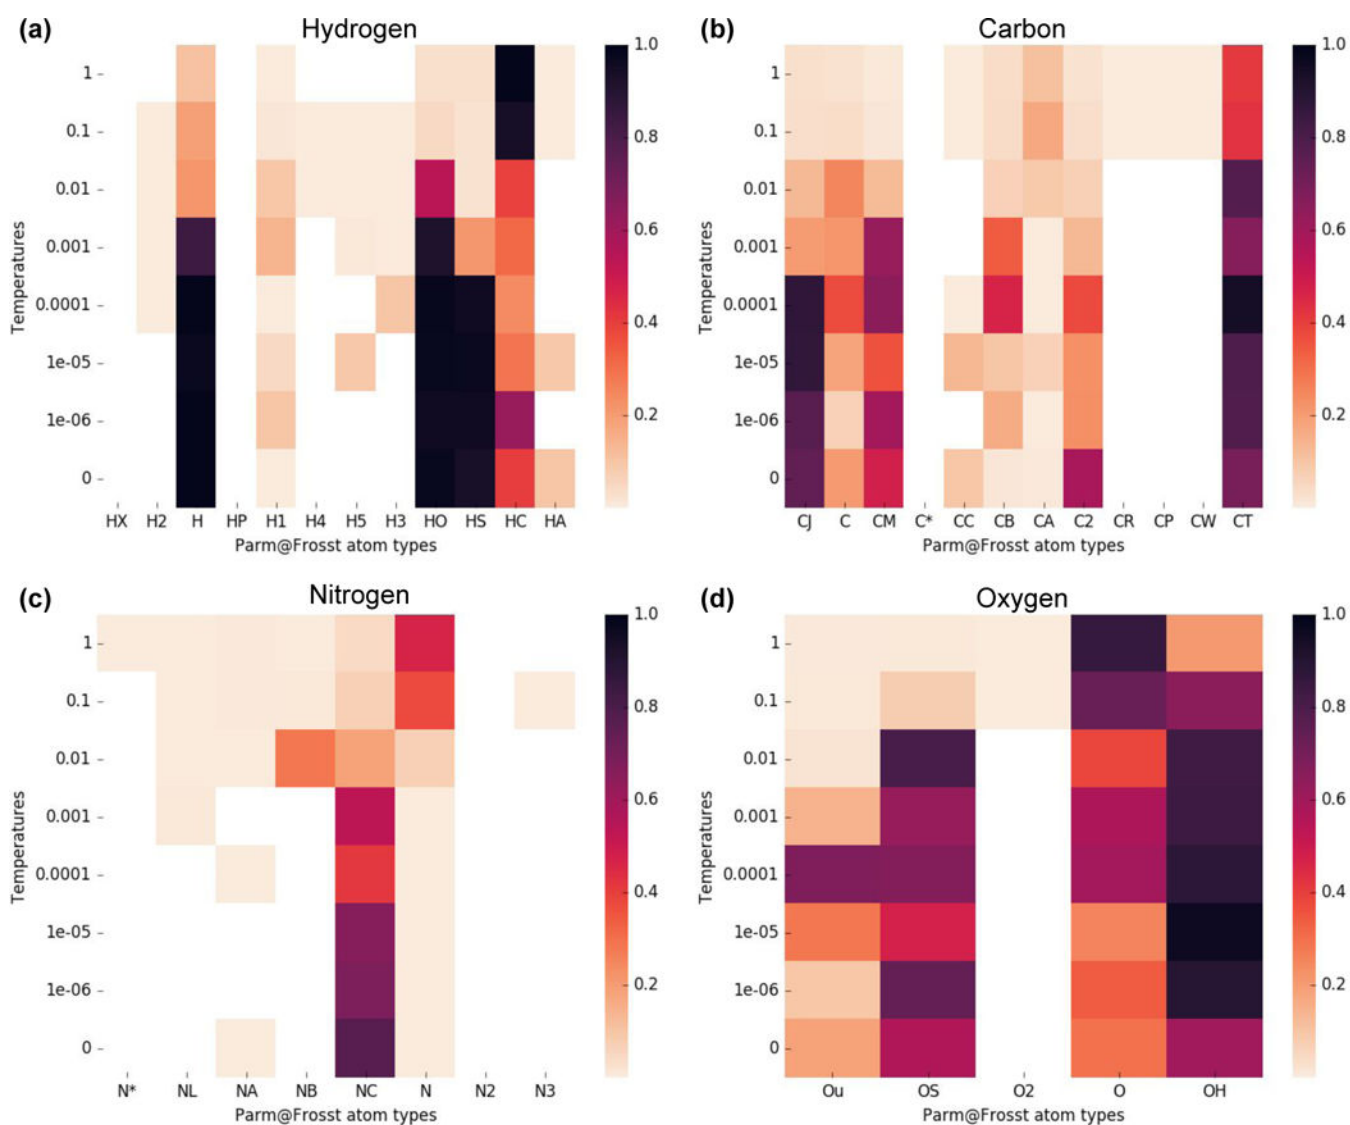 (a) Hydrogen
1
0.1
0.01
0.001
0.0001
1e-05
1e-06
0
Temperatures
HX H2 H HP H1 H4 H5 H3 HO HS HC HA
Parm@Frosst atom types
1.0
0.8
0.6
0.4
0.2
(b) Carbon
1
0.1
0.01
0.001
0.0001
1e-05
1e-06
0
Temperatures
CJ C CM C* CC CB CA C2 CR CP CW CT
Parm@Frosst atom types
1.0
0.8
0.6
0.4
0.2
(c) Nitrogen
1
0.1
0.01
0.001
0.0001
1e-05
1e-06
0
Temperatures
N* NL NA NB NC N N2 N3
Parm@Frosst atom types
1.0
0.8
0.6
0.4
0.2
(d) Oxygen
1
0.1
0.01
0.001
0.0001
1e-05
1e-06
0
Temperatures
Ou OS O2 O OH
Parm@Frosst atom types
1.0
0.8
0.6
0.4
0.2